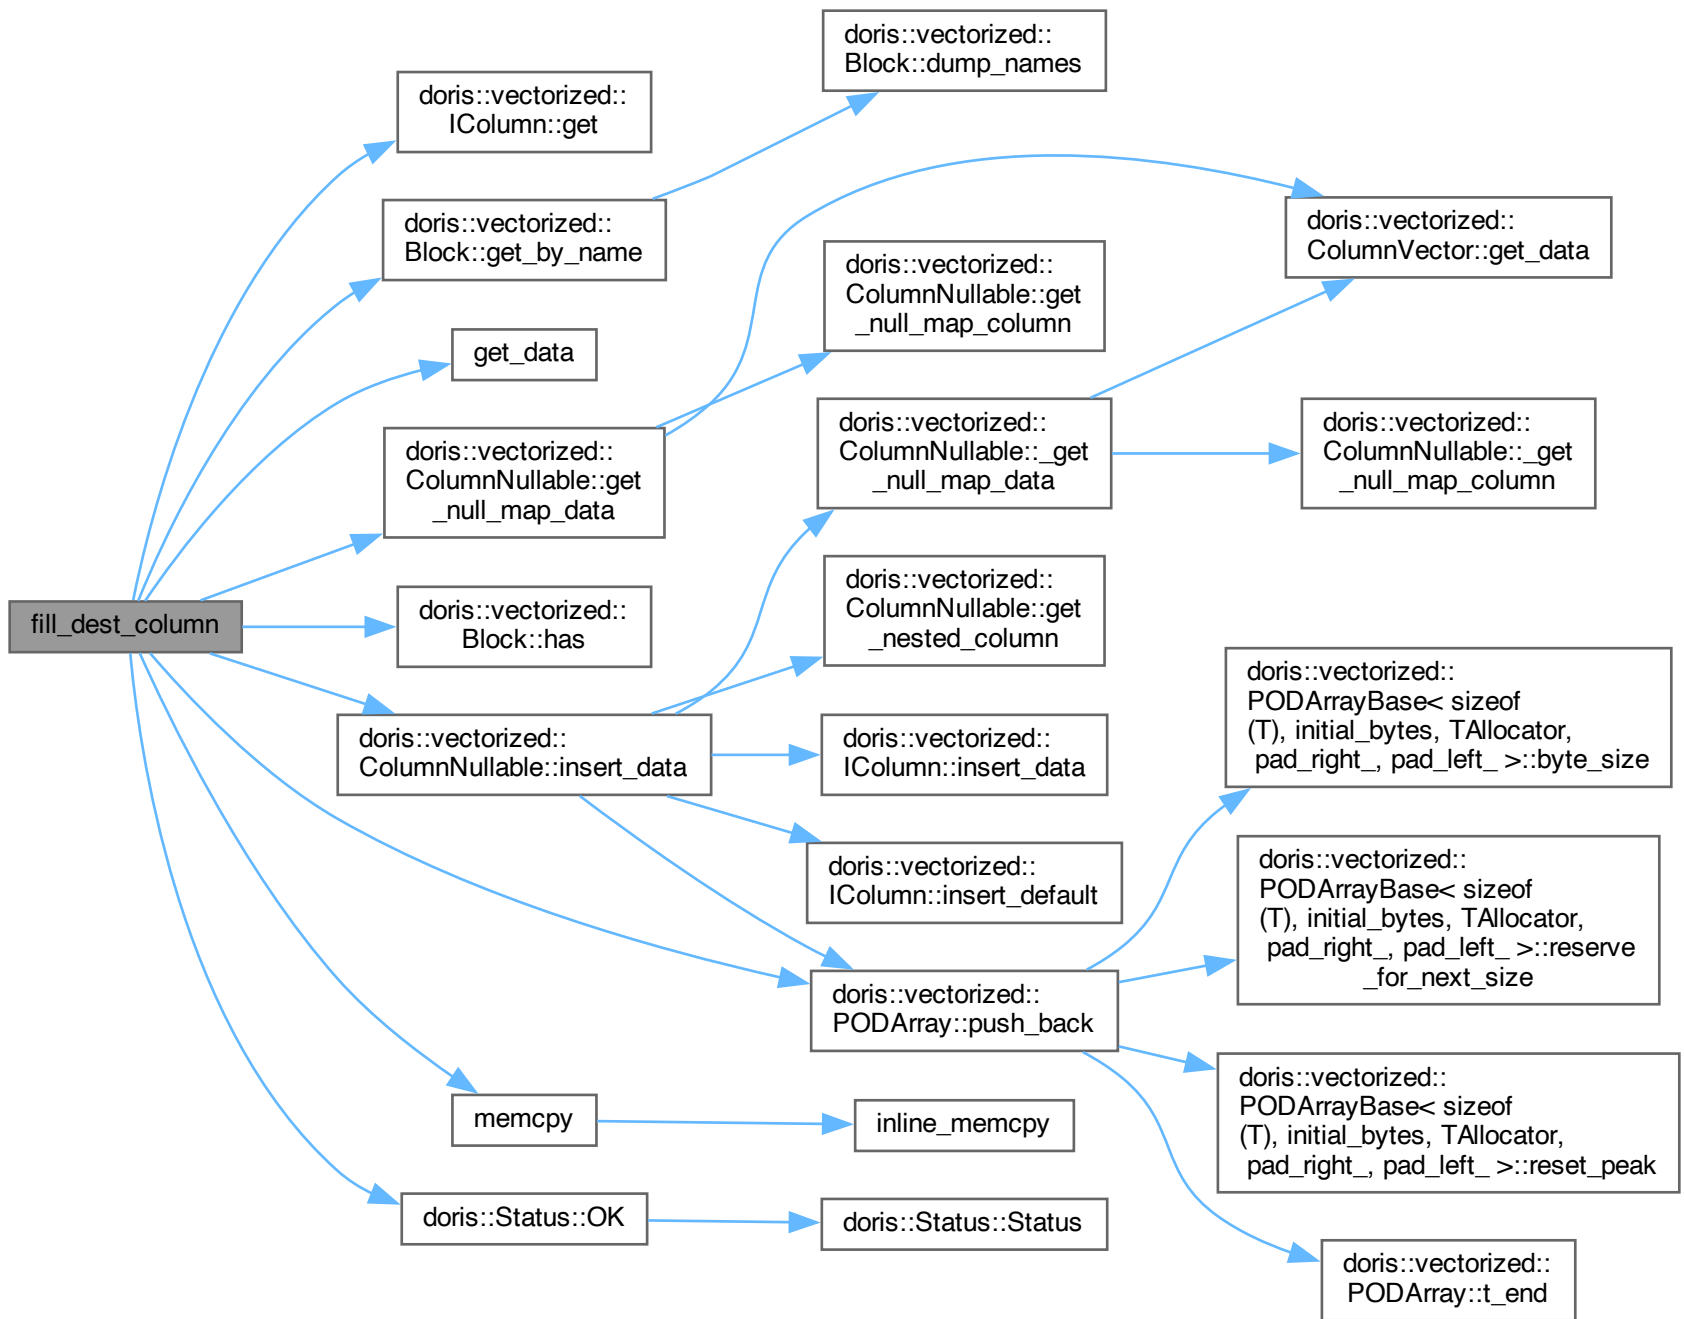 doris::vectorized::
Block::dump_names
doris::vectorized::
IColumn::get
doris::vectorized::
Block::get_by_name
doris::vectorized::
ColumnVector::get_data
doris::vectorized::
ColumnNullable::get
_null_map_column
get_data
doris::vectorized::
ColumnNullable::get
_null_map_data
doris::vectorized::
ColumnNullable::_get
_null_map_data
doris::vectorized::
ColumnNullable::_get
_null_map_column
fill_dest_column
doris::vectorized::
Block::has
doris::vectorized::
ColumnNullable::get
_nested_column
doris::vectorized::
ColumnNullable::insert_data
doris::vectorized::
IColumn::insert_data
doris::vectorized::
PODArrayBase< sizeof
(T), initial_bytes, TAllocator,
pad_right_, pad_left_ >::byte_size
doris::vectorized::
IColumn::insert_default
doris::vectorized::
PODArrayBase< sizeof
(T), initial_bytes, TAllocator,
pad_right_, pad_left_ >::reserve
_for_next_size
doris::vectorized::
PODArray::push_back
doris::vectorized::
PODArrayBase< sizeof
(T), initial_bytes, TAllocator,
pad_right_, pad_left_ >::reset_peak
memcpy
inline_memcpy
doris::Status::OK
doris::Status::Status
doris::vectorized::
PODArray::t_end